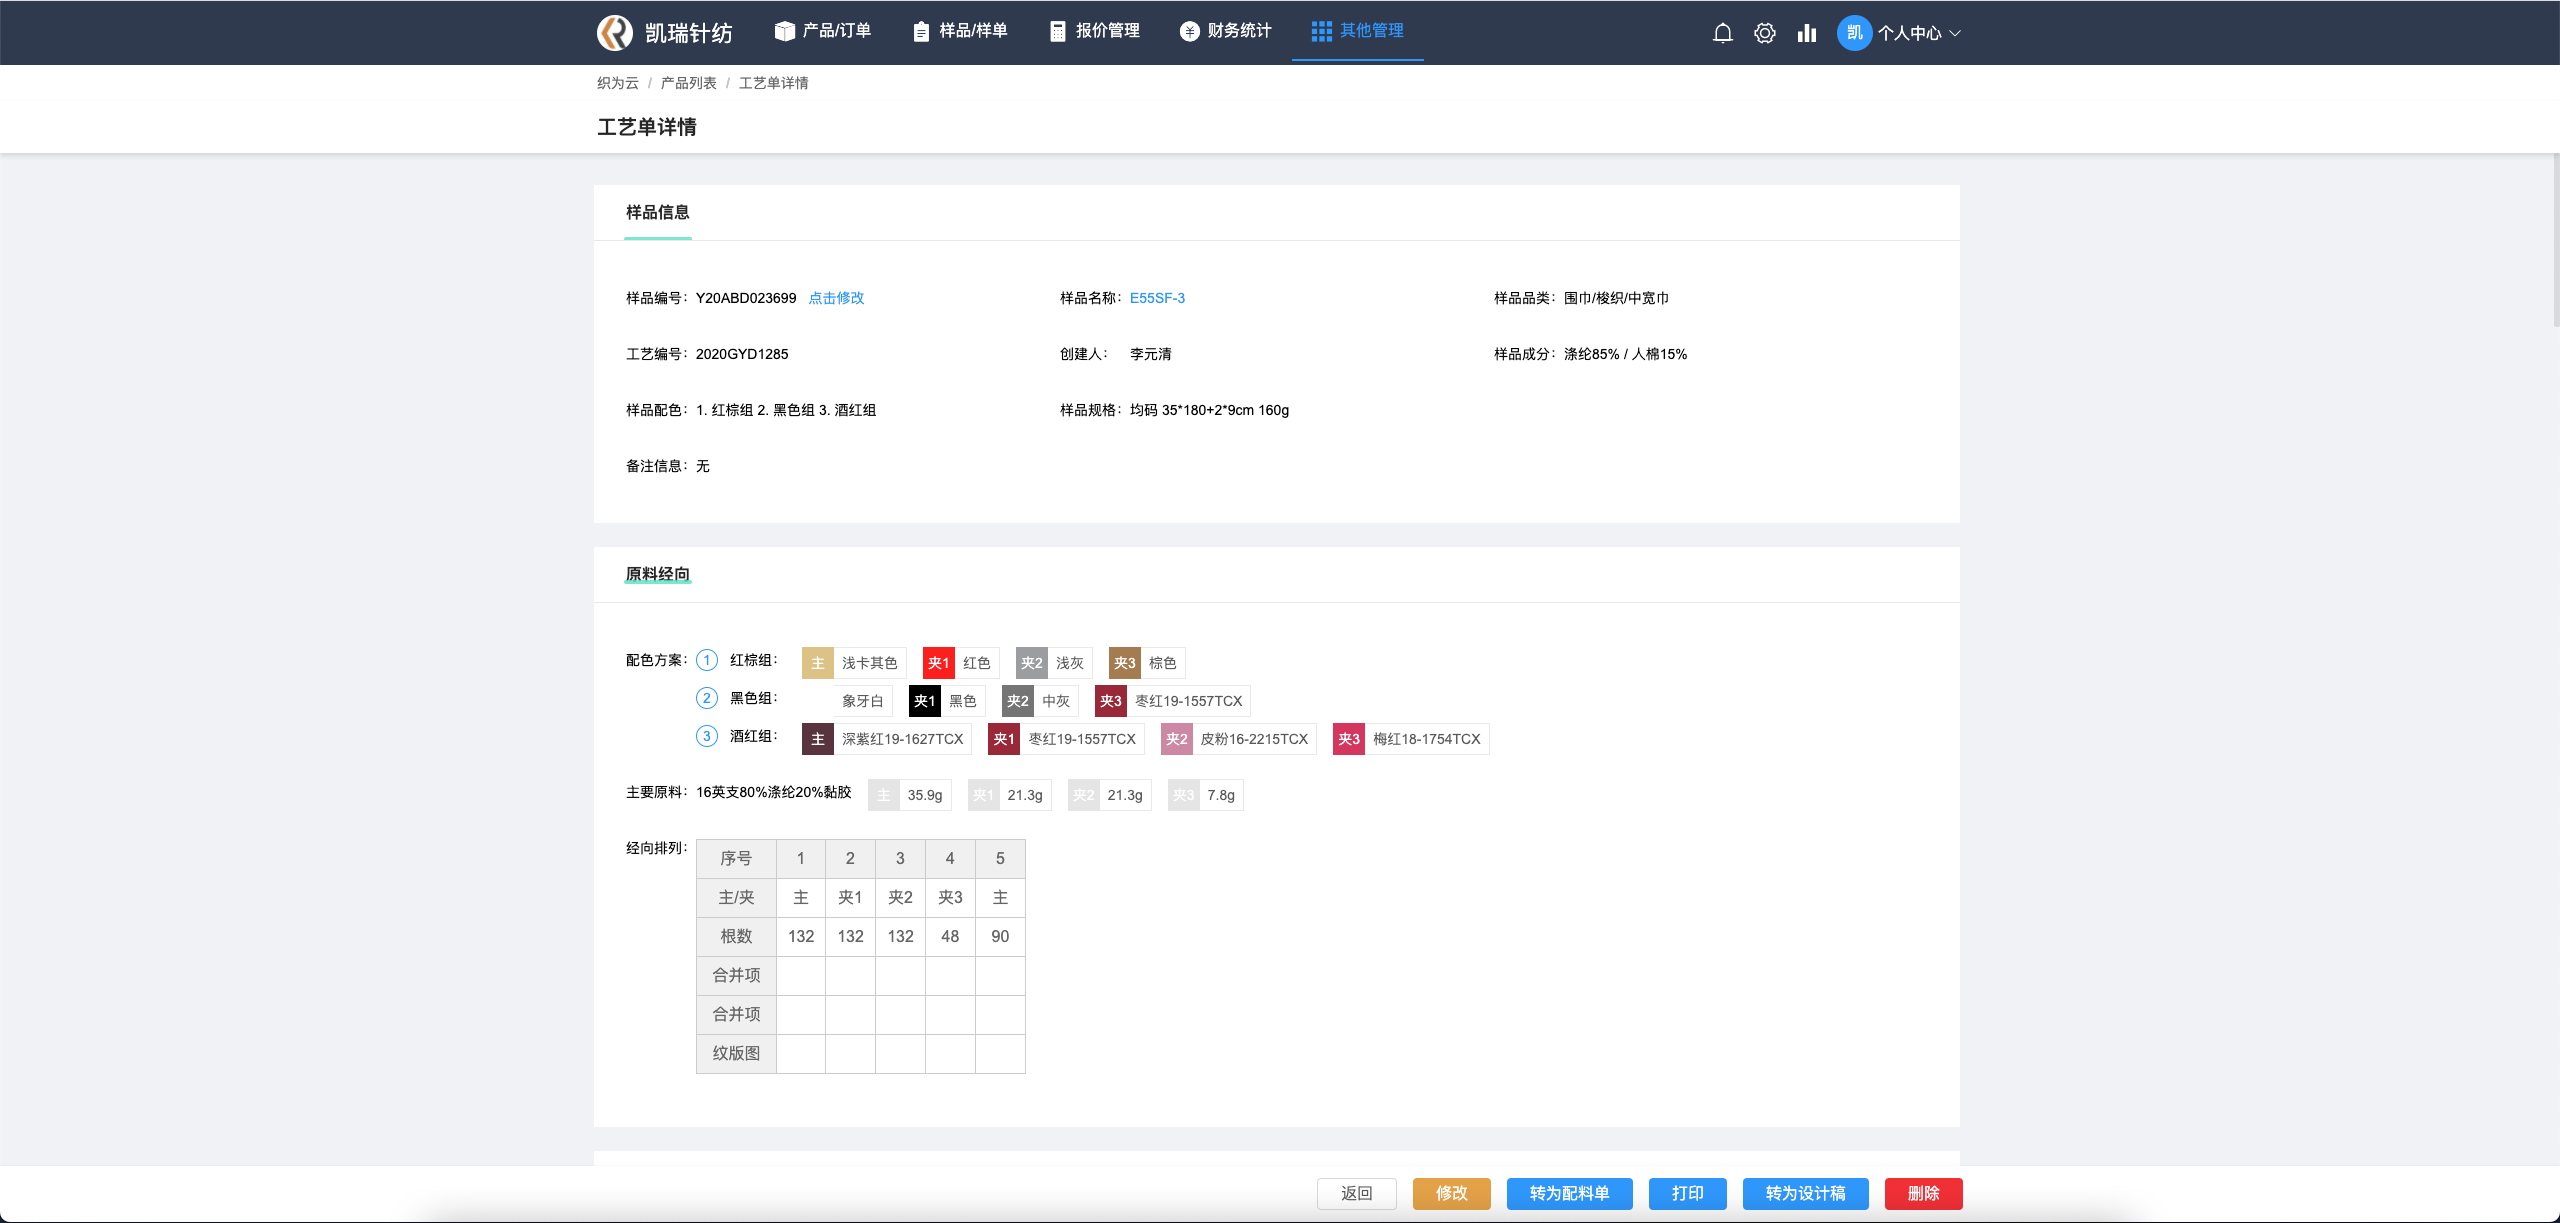 凯瑞针纺 产品/订单 样品/样单 报价管理 财务统计 其他管理 凯 个人中心
织为云 / 产品列表 / 工艺单详情
工艺单详情
样品信息
样品编号：Y20ABD023699 点击修改 样品名称：E55SF-3 样品品类：围巾/梭织/中宽巾
工艺编号：2020GYD1285 创建人：李元清 样品成分：涤纶85% / 人棉15%
样品配色：1. 红棕组 2. 黑色组 3. 酒红组 样品规格：均码 35*180+2*9cm 160g
备注信息：无
原料经向
配色方案：1 红棕组：主 浅卡其色 夹1 红色 夹2 浅灰 夹3 棕色
2 黑色组：象牙白 夹1 黑色 夹2 中灰 夹3 枣红19-1557TCX
3 酒红组：主 深紫红19-1627TCX 夹1 枣红19-1557TCX 夹2 皮粉16-2215TCX 夹3 梅红18-1754TCX
主要原料：16英支80%涤纶20%黏胶 主 35.9g 夹1 21.3g 夹2 21.3g 夹3 7.8g
经向排列：序号 1 2 3 4 5
主/夹 主 夹1 夹2 夹3 主
根数 132 132 132 48 90
合并项
合并项
纹版图
返回 修改 转为配料单 打印 转为设计稿 删除